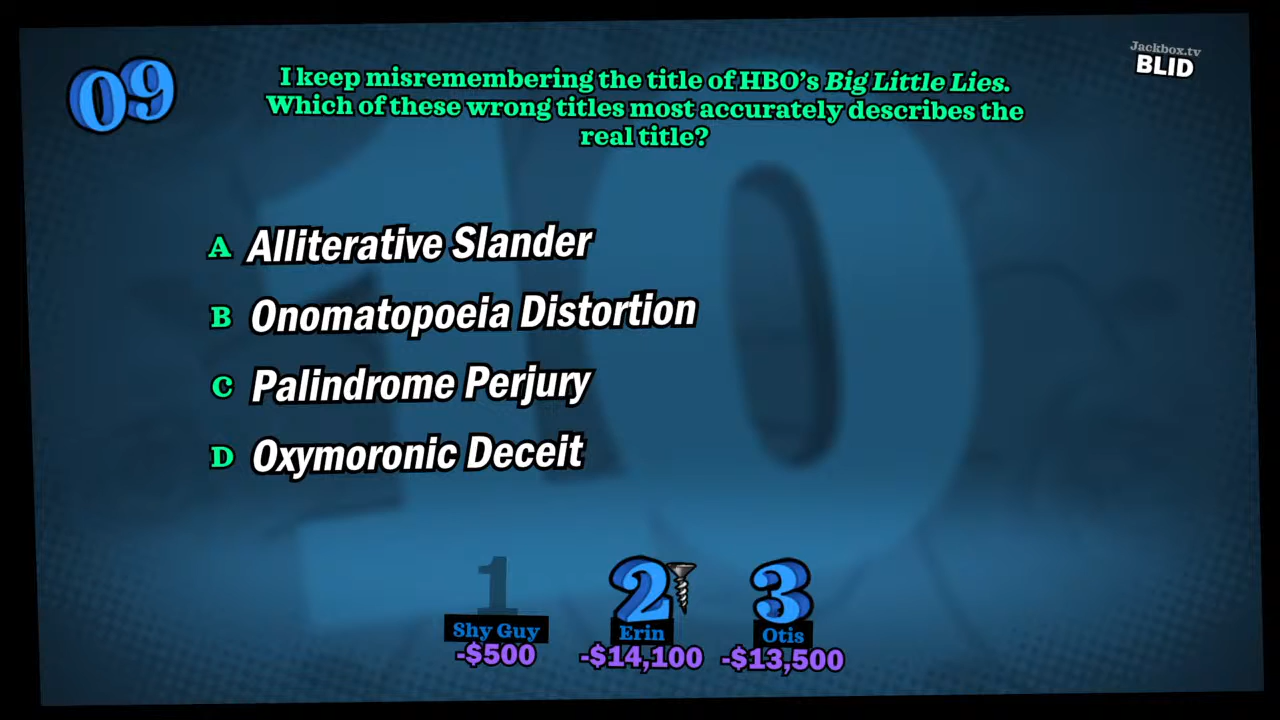 09
I keep misremembering the title of HBO's Big Little Lies.
Which of these wrong titles most accurately describes the
real title?
Jackbox.tv
BLID
10
A Alliterative Slander
B Onomatopoeia Distortion
C Palindrome Perjury
D Oxymoronic Deceit
1 2 3
Shy Guy Erin Otis
-$500 -$14,100 -$13,500